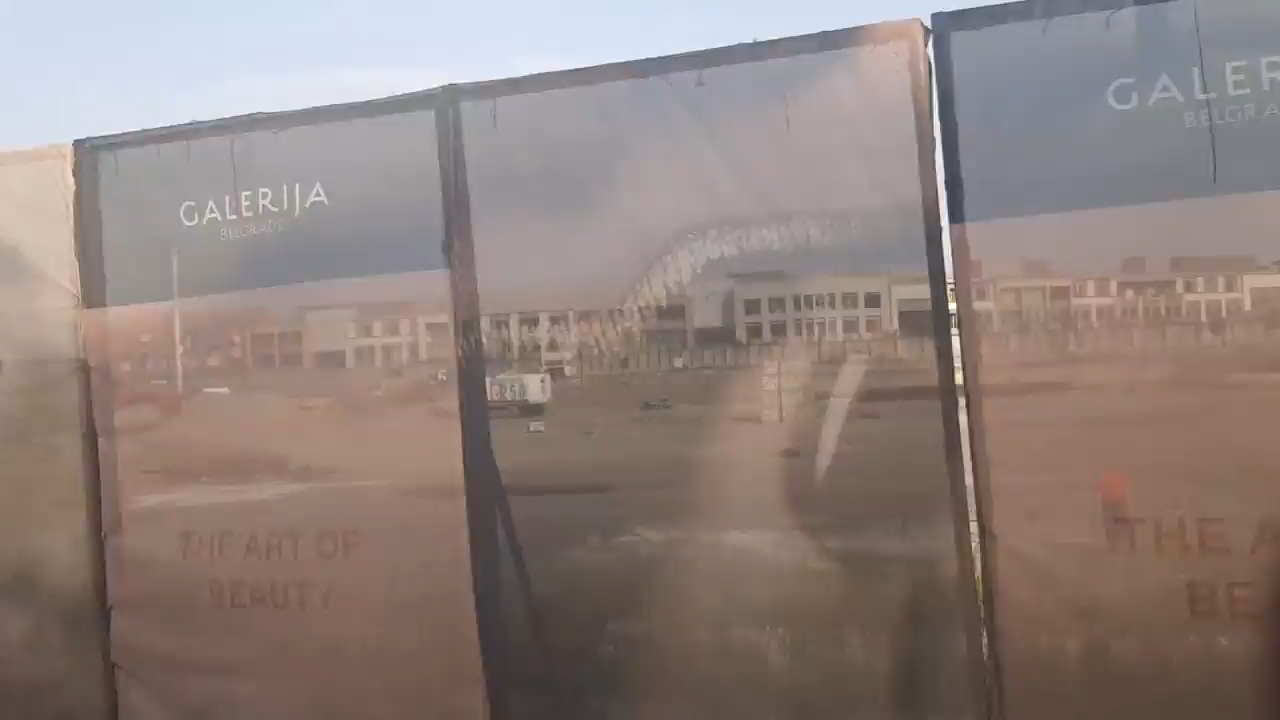 GALERIJA
BELGRADE
THE ART OF
BEAUTY
GALER
BELGRA
THE A
BE